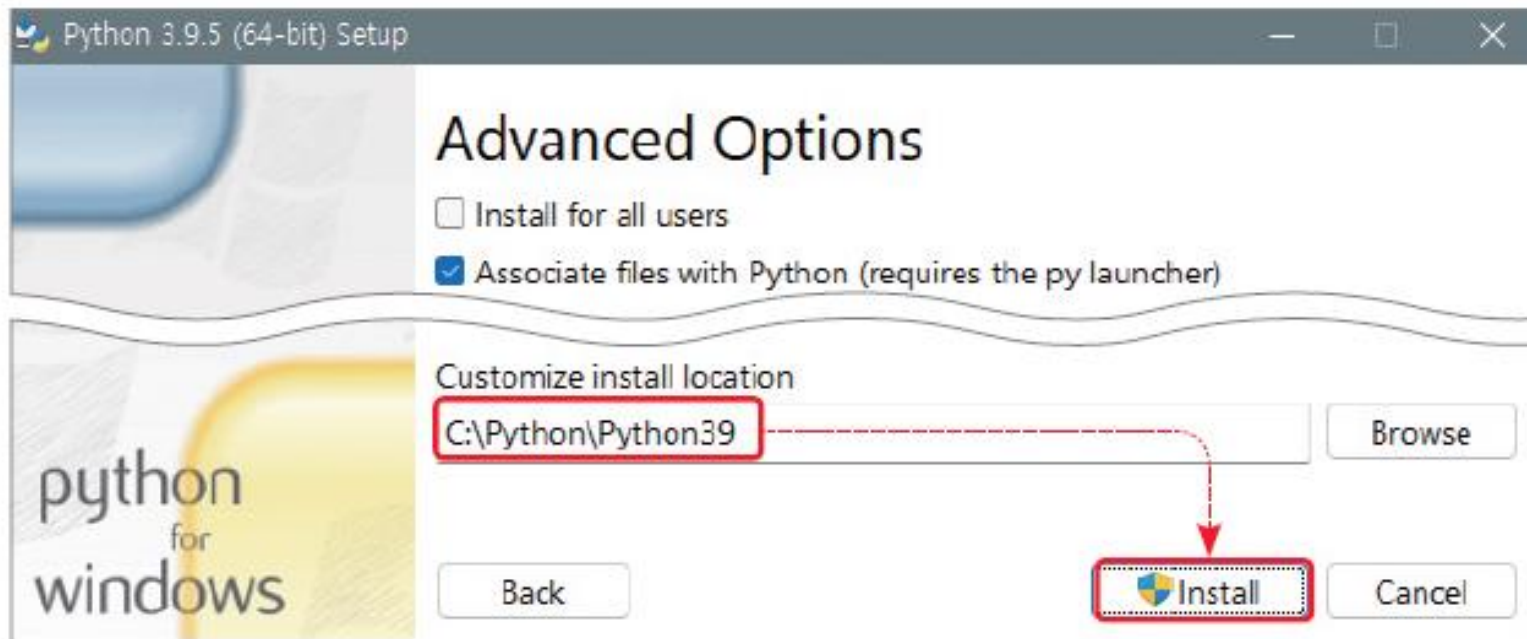 Python 3.9.5 (64-bit) Setup
Advanced Options
Install for all users
Associate files with Python (requires the py launcher)
Customize install location
C:\Python\Python39
Browse
python
for
windows
Back
Install
Cancel